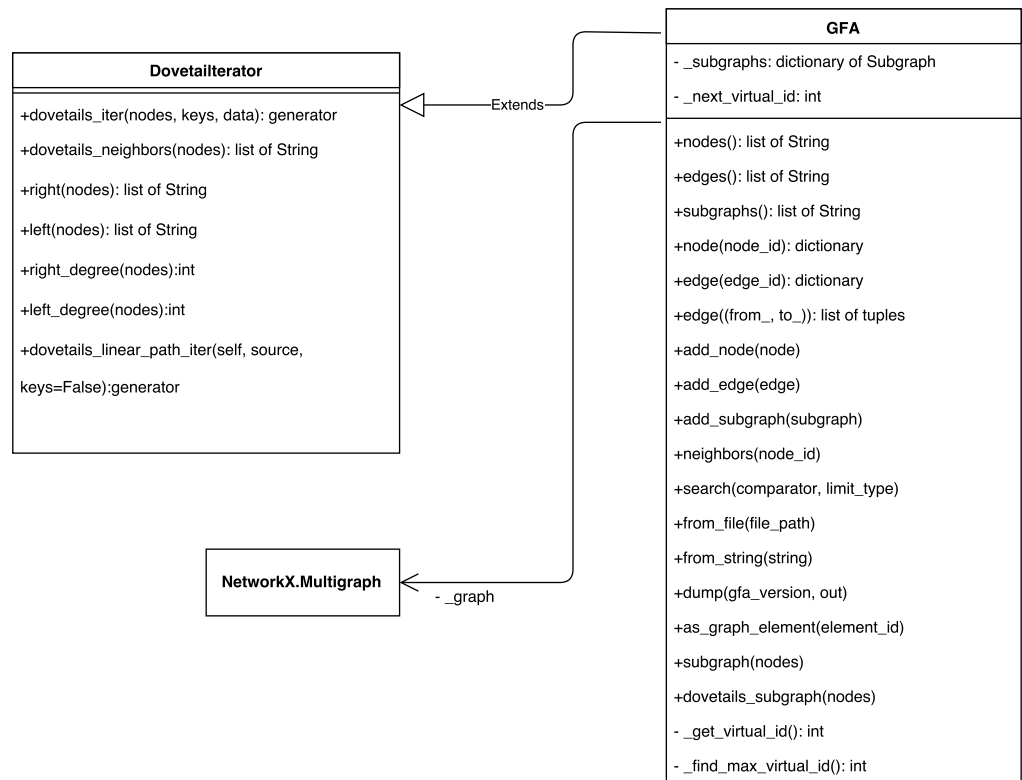 DovetaiIterator
+dovetails_iter(nodes, keys, data): generator
+dovetails_neighbors(nodes): list of String
+right(nodes): list of String
+left(nodes): list of String
+right_degree(nodes):int
+left_degree(nodes):int
+dovetails_linear_path_iter(self, source,
keys=False):generator
Extends
NetworkX.Multigraph
- _graph
GFA
- _subgraphs: dictionary of Subgraph
- _next_virtual_id: int
+nodes(): list of String
+edges(): list of String
+subgraphs(): list of String
+node(node_id): dictionary
+edge(edge_id): dictionary
+edge((from_, to_)): list of tuples
+add_node(node)
+add_edge(edge)
+add_subgraph(subgraph)
+neighbors(node_id)
+search(comparator, limit_type)
+from_file(file_path)
+from_string(string)
+dump(gfa_version, out)
+as_graph_element(element_id)
+subgraph(nodes)
+dovetails_subgraph(nodes)
- _get_virtual_id(): int
- _find_max_virtual_id(): int